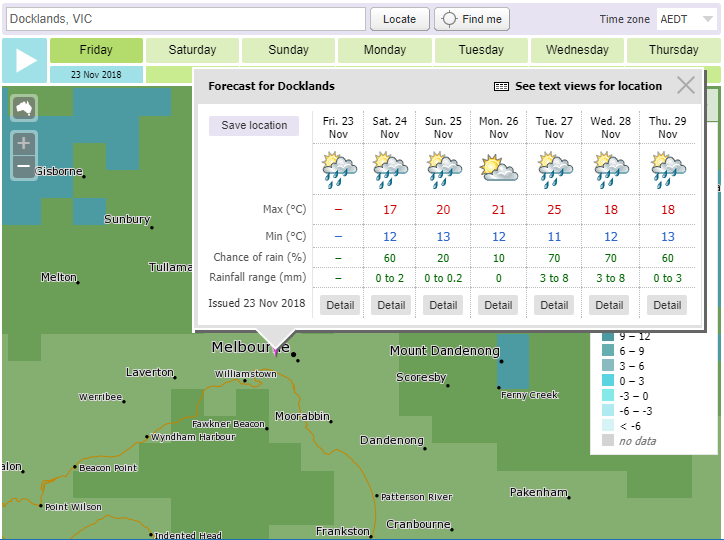 Docklands, VIC
Locate
Find me
Time zone
AEDT
Friday
Saturday
Sunday
Monday
Tuesday
Wednesday
Thursday
23 Nov 2018
Forecast for Docklands
See text views for location
Save location
Fri. 23 Nov
Sat. 24 Nov
Sun. 25 Nov
Mon. 26 Nov
Tue. 27 Nov
Wed. 28 Nov
Thu. 29 Nov
Max (°C) – 17 20 21 25 18 18
Min (°C) – 12 13 12 11 12 13
Chance of rain (%) – 60 20 10 70 70 60
Rainfall range (mm) – 0 to 2 0 to 0.2 0 3 to 8 3 to 8 0 to 3
Issued 23 Nov 2018 Detail Detail Detail Detail Detail Detail Detail
+
−
Gisborne
Sunbury
Tullama
Melton
Melbourne
Mount Dandenong
Laverton
Williamstown
Scoresby
Werribee
Ferny Creek
Moorabbin
Fawkner Beacon
Wyndham Harbour
Dandenong
alon
Beacon Point
Pakenham
Patterson River
Point Wilson
Cranbourne
Frankston
Indented Head
9 – 12
6 – 9
3 – 6
0 – 3
-3 – 0
-6 – -3
< -6
no data